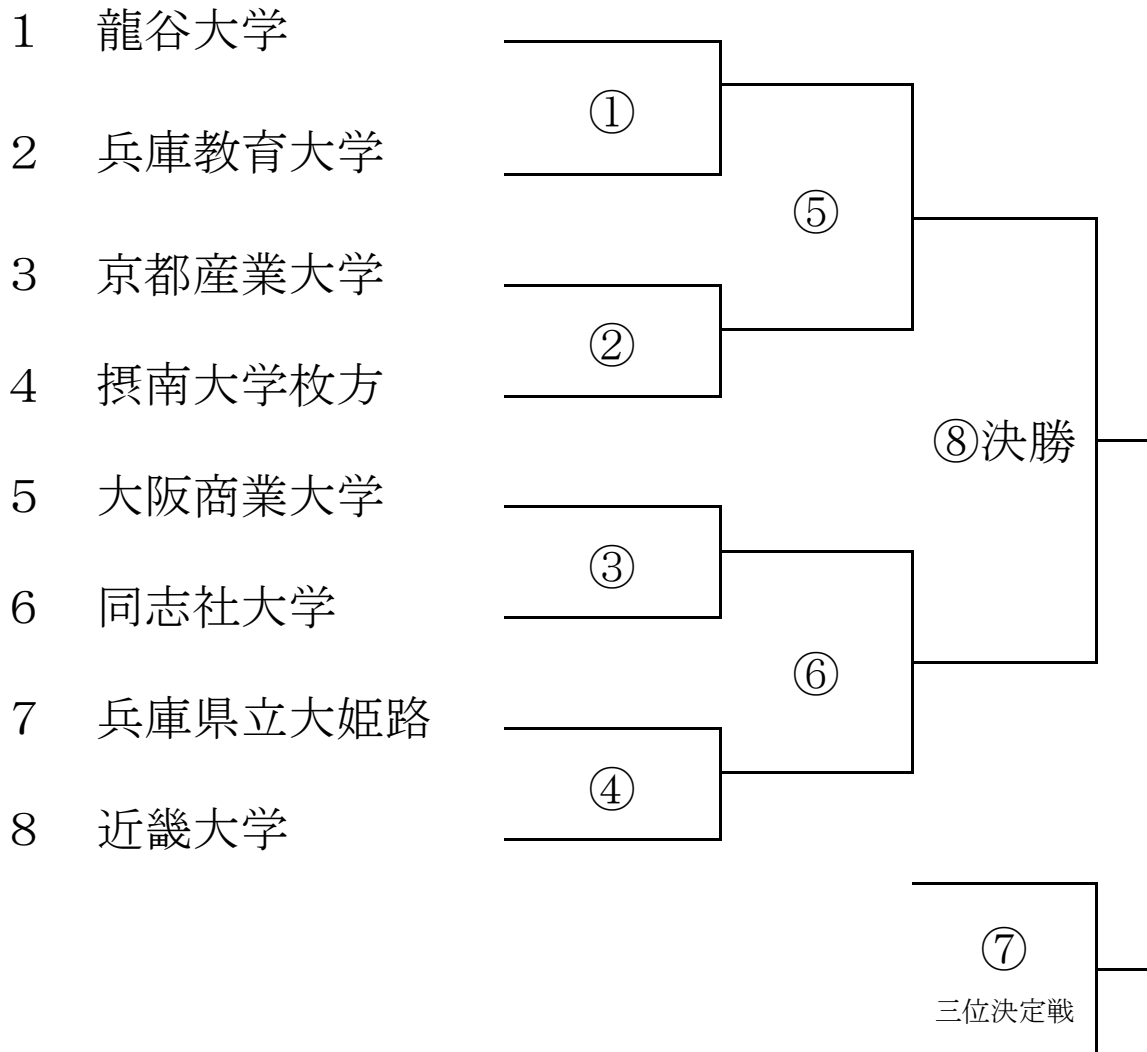 １ 龍谷大学
①
２ 兵庫教育大学
⑤
３ 京都産業大学
②
４ 摂南大学枚方
⑧決勝
５ 大阪商業大学
③
６ 同志社大学
⑥
７ 兵庫県立大姫路
④
８ 近畿大学
⑦
三位決定戦